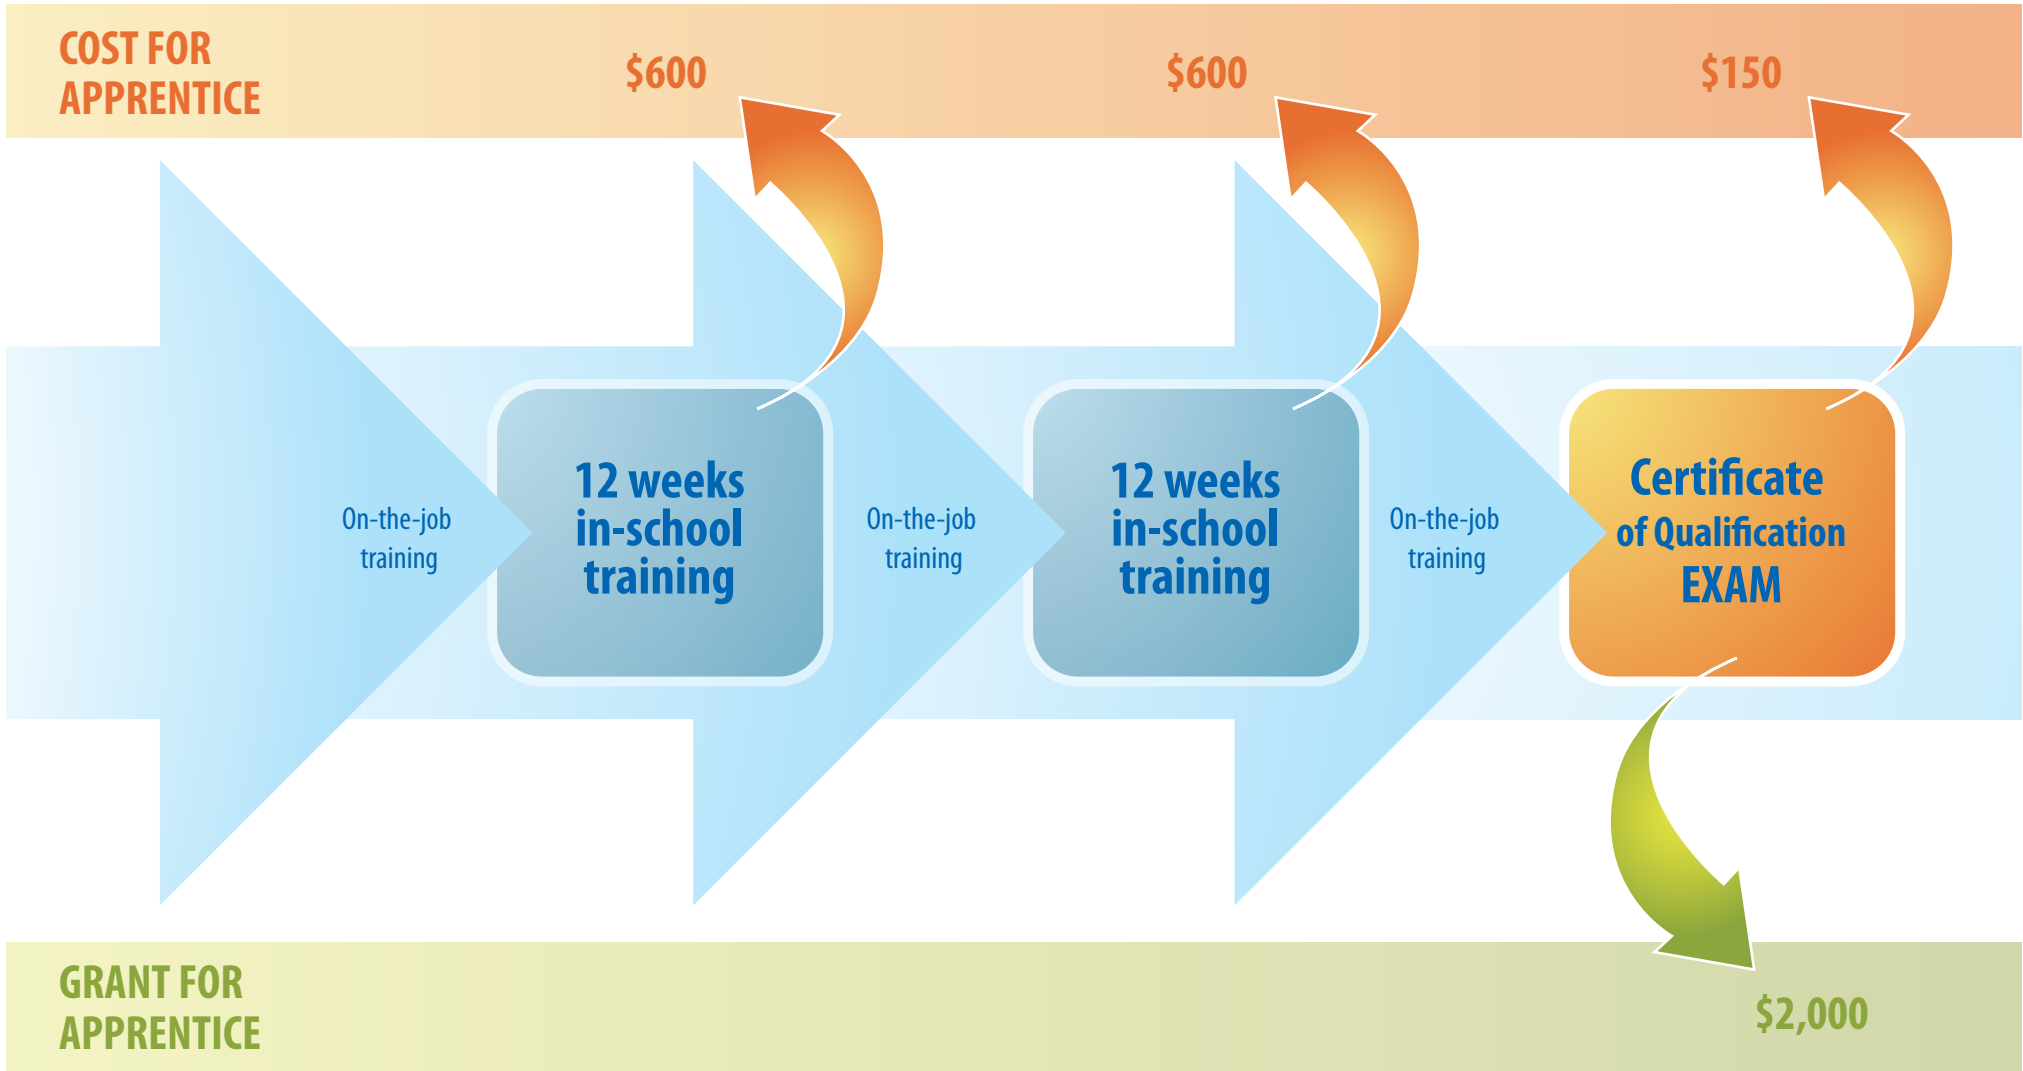 COST FOR
APPRENTICE
$600
$600
$150
On-the-job
training
12 weeks
in-school
training
On-the-job
training
12 weeks
in-school
training
On-the-job
training
Certificate
of Qualification
EXAM
GRANT FOR
APPRENTICE
$2,000